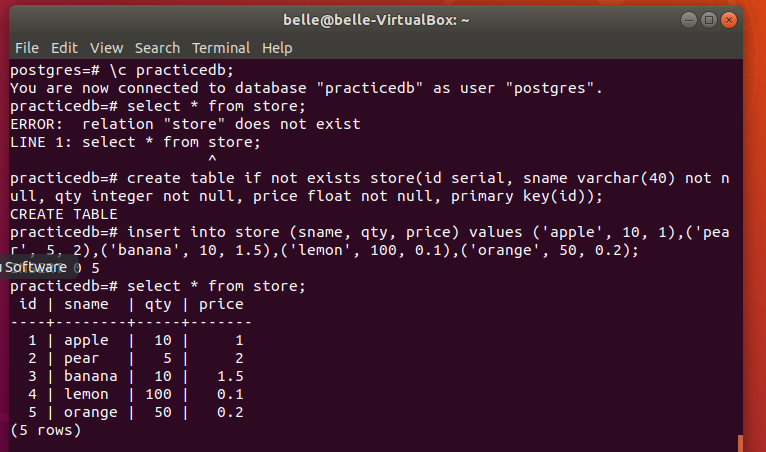 belle@belle-VirtualBox: ~
File Edit View Search Terminal Help
postgres=# \c practicedb;
You are now connected to database "practicedb" as user "postgres".
practicedb=# select * from store;
ERROR:  relation "store" does not exist
LINE 1: select * from store;
                      ^
practicedb=# create table if not exists store(id serial, sname varchar(40) not n
ull, qty integer not null, price float not null, primary key(id));
CREATE TABLE
practicedb=# insert into store (sname, qty, price) values ('apple', 10, 1),('pea
r', 5, 2),('banana', 10, 1.5),('lemon', 100, 0.1),('orange', 50, 0.2);
Software 0 5
practicedb=# select * from store;
 id | sname  | qty | price
----+--------+-----+-------
  1 | apple  |  10 |     1
  2 | pear   |   5 |     2
  3 | banana |  10 |   1.5
  4 | lemon  | 100 |   0.1
  5 | orange |  50 |   0.2
(5 rows)